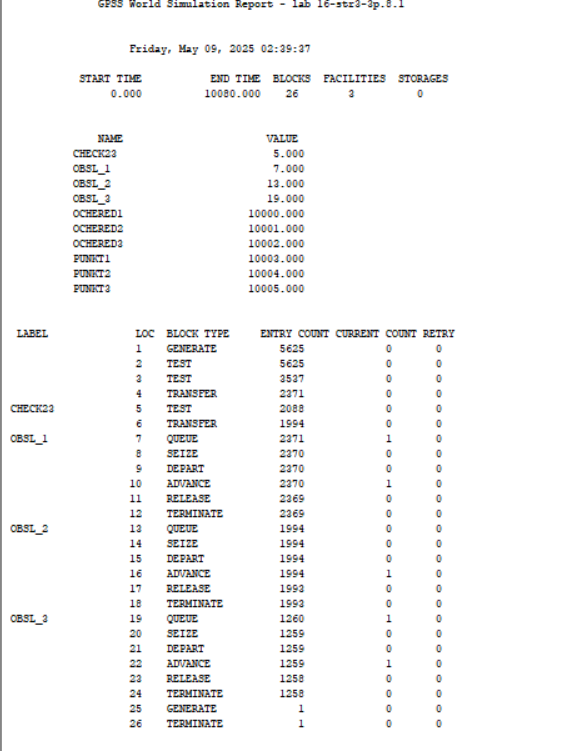 GPSS World Simulation Report - lab 16-str3-3p.8.1
Friday, May 09, 2025 02:39:37
START TIME END TIME BLOCKS FACILITIES STORAGES
0.000 10080.000 26 3 0
NAME VALUE
CHECK23 5.000
OBSL_1 7.000
OBSL_2 13.000
OBSL_3 19.000
OCHERED1 10000.000
OCHERED2 10001.000
OCHERED3 10002.000
PUNKT1 10003.000
PUNKT2 10004.000
PUNKT3 10005.000
LABEL LOC BLOCK TYPE ENTRY COUNT CURRENT COUNT RETRY
1 GENERATE 5625 0 0
2 TEST 5625 0 0
3 TEST 3537 0 0
4 TRANSFER 2371 0 0
CHECK23 5 TEST 2088 0 0
6 TRANSFER 1994 0 0
OBSL_1 7 QUEUE 2371 1 0
8 SEIZE 2370 0 0
9 DEPART 2370 0 0
10 ADVANCE 2370 1 0
11 RELEASE 2369 0 0
12 TERMINATE 2369 0 0
OBSL_2 13 QUEUE 1994 0 0
14 SEIZE 1994 0 0
15 DEPART 1994 0 0
16 ADVANCE 1994 1 0
17 RELEASE 1993 0 0
18 TERMINATE 1993 0 0
OBSL_3 19 QUEUE 1260 1 0
20 SEIZE 1259 0 0
21 DEPART 1259 0 0
22 ADVANCE 1259 1 0
23 RELEASE 1258 0 0
24 TERMINATE 1258 0 0
25 GENERATE 1 0 0
26 TERMINATE 1 0 0